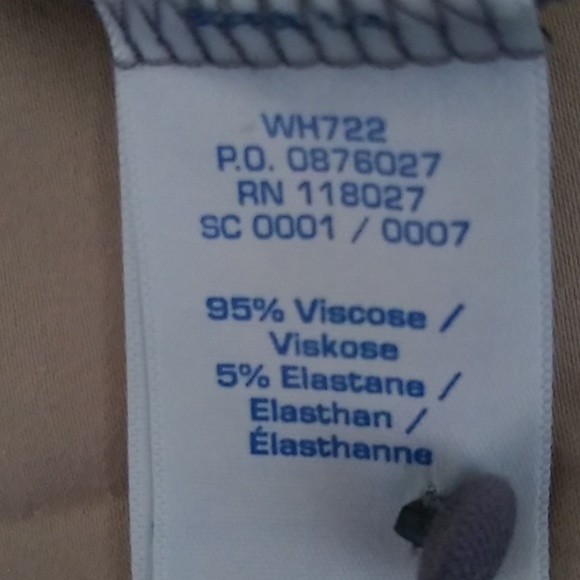 WH722
P.O. 0876027
RN 118027
SC 0001 / 0007
95% Viscose /
Viskose
5% Elastane /
Elasthan /
Élasthanne